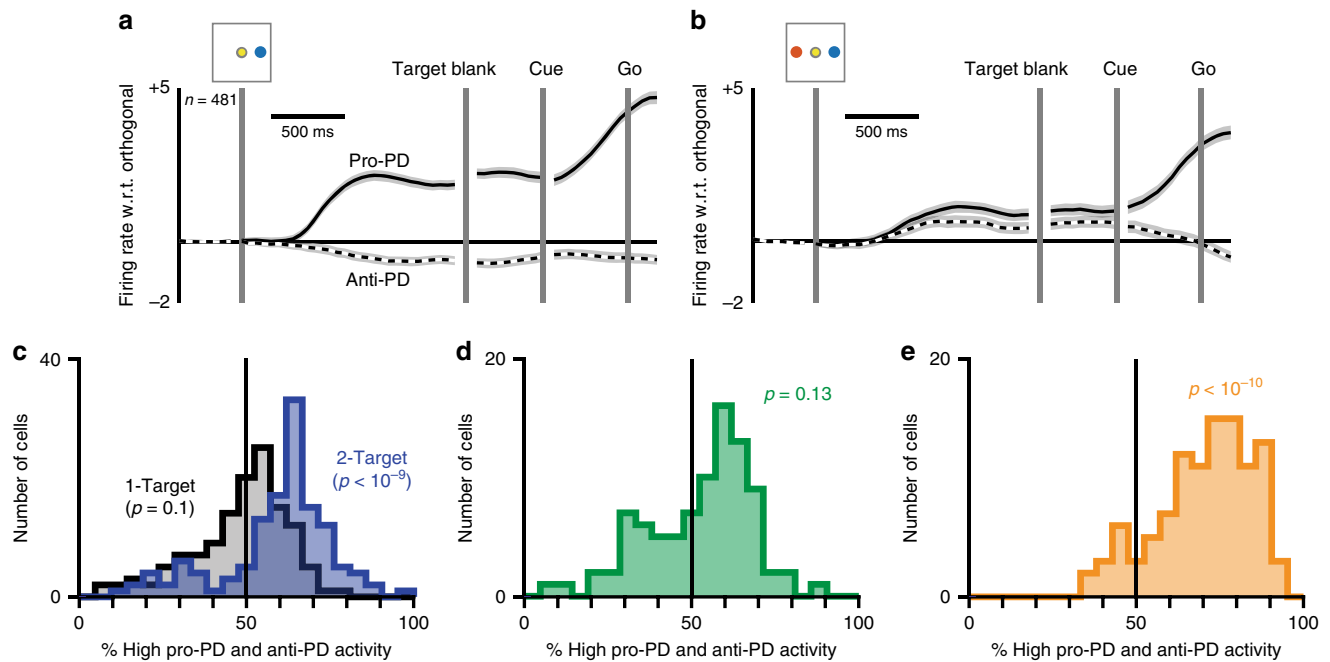 a
Target blank Cue Go
+5
n = 481
500 ms
Pro-PD
Anti-PD
–2
Firing rate w.r.t. orthogonal
b
Target blank Cue Go
+5
500 ms
–2
Firing rate w.r.t. orthogonal
c
40
Number of cells
1-Target
(p = 0.1)
2-Target
(p < 10–9)
0
0 50 100
% High pro-PD and anti-PD activity
d
20
Number of cells
p = 0.13
0
0 50 100
% High pro-PD and anti-PD activity
e
20
Number of cells
p < 10–10
0
0 50 100
% High pro-PD and anti-PD activity